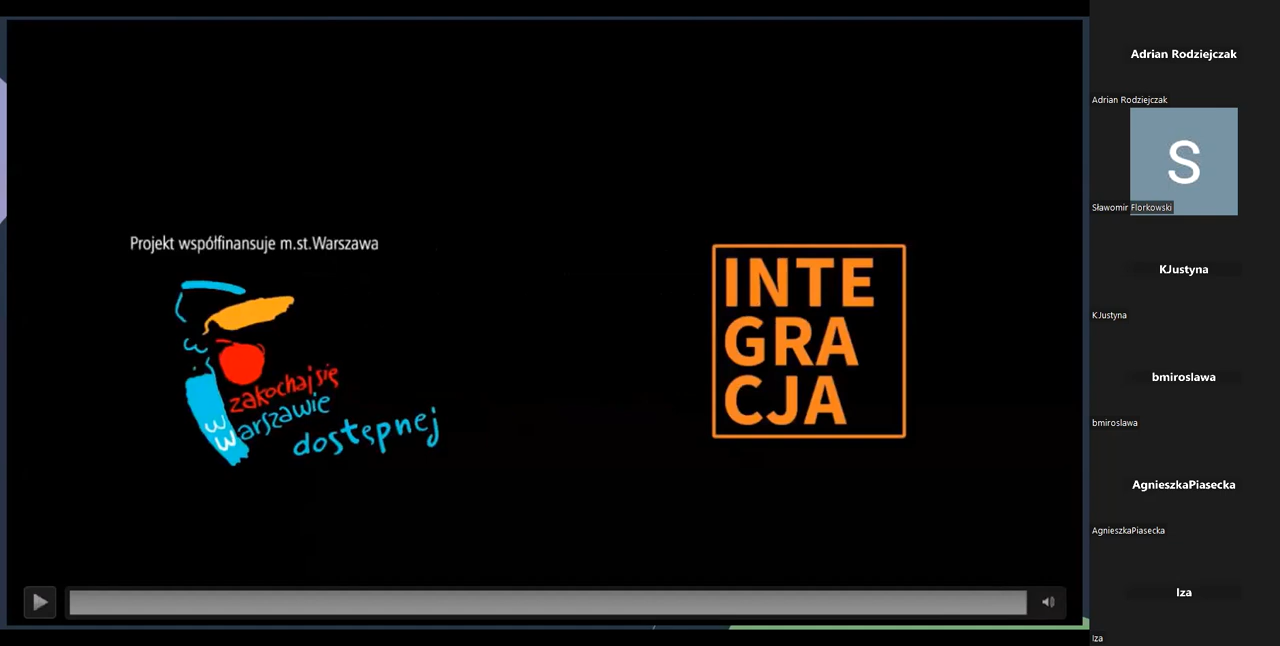 Projekt współfinansuje m.st.Warszawa
zakochaj się
w
warszawie
w
dostępnej
INTE
GRA
CJA
Adrian Rodziejczak
Adrian Rodziejczak
S
Sławomir Florkowski
KJustyna
KJustyna
bmiroslawa
bmiroslawa
AgnieszkaPiasecka
AgnieszkaPiasecka
Iza
Iza